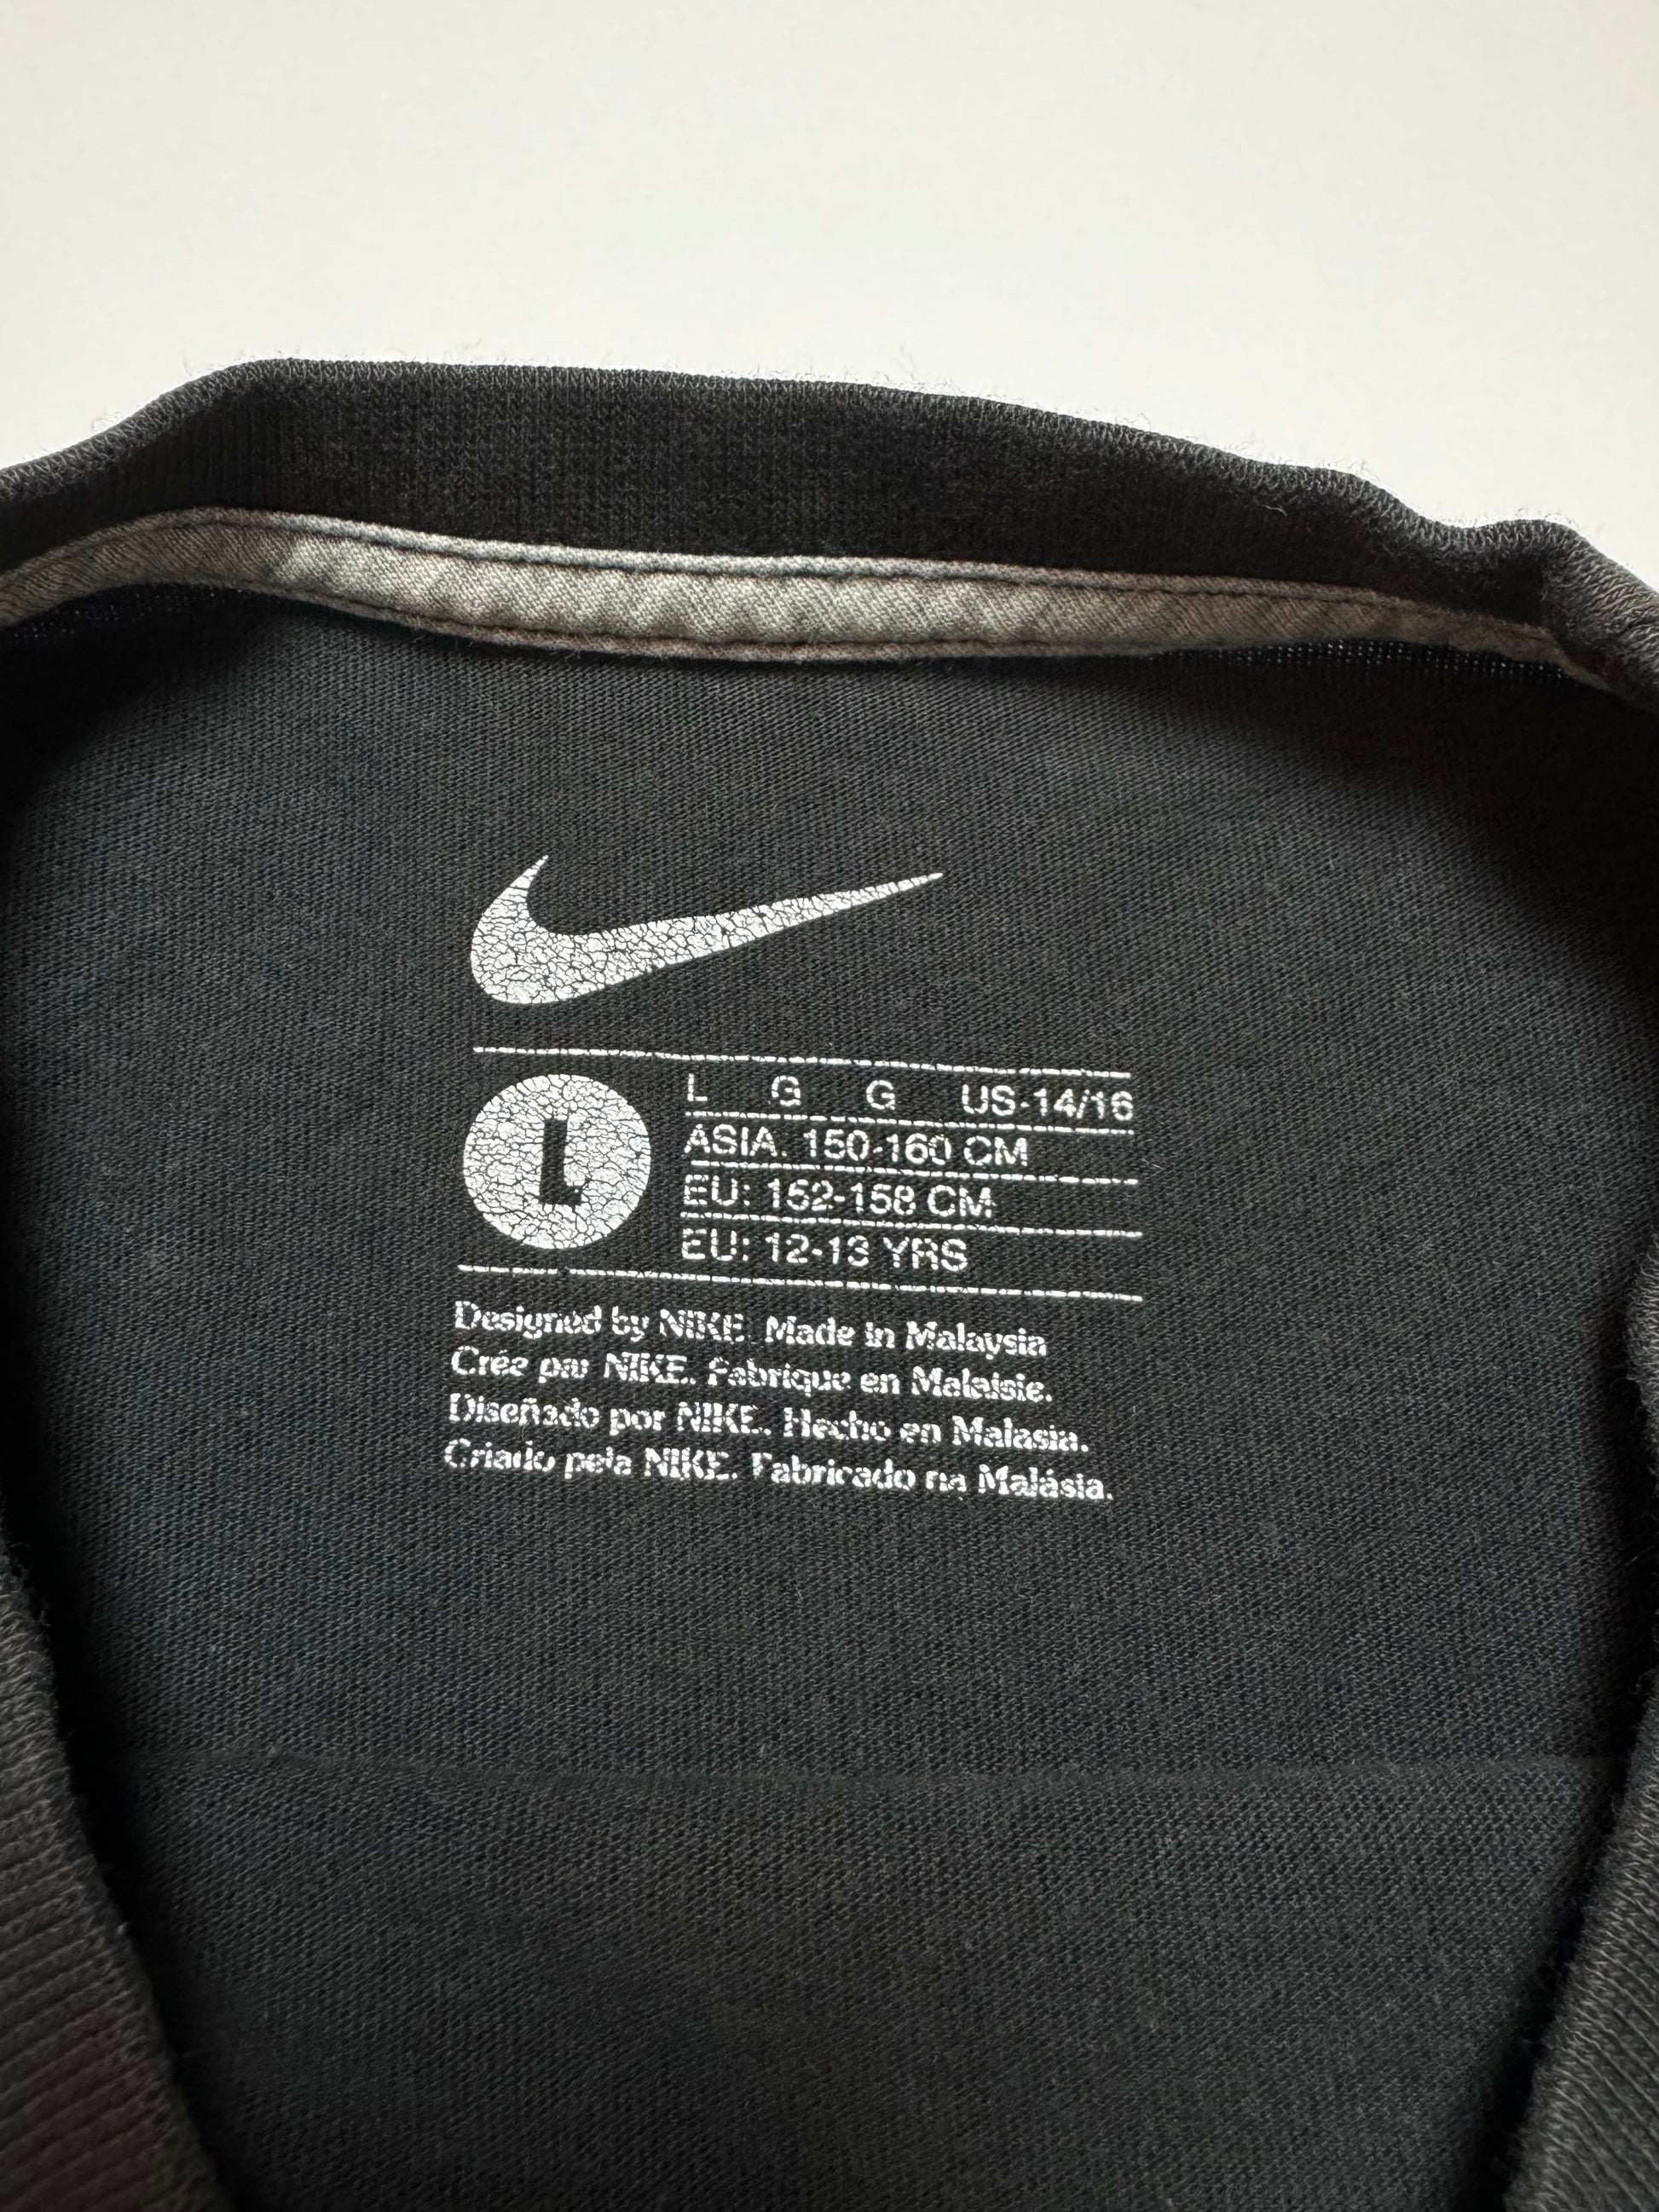 L
L G G US-14/16
ASIA. 150-160 CM
EU: 152-158 CM
EU: 12-13 YRS
Designed by NIKE. Made in Malaysia
Crée par NIKE. Fabrique en Malaisie.
Diseñado por NIKE. Hecho en Malasia.
Criado pela NIKE. Fabricado na Malásia.